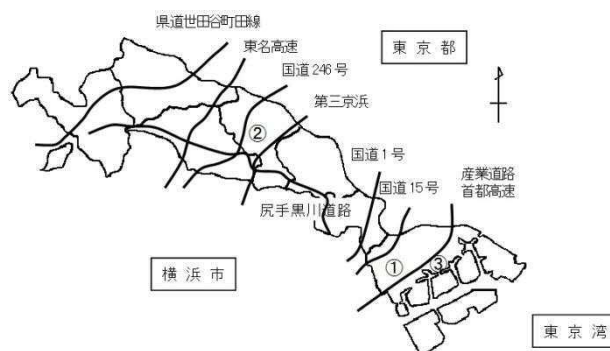 県道世田谷町田線
東名高速
国道246号
第三京浜
東京都
②
国道1号
国道15号
産業道路
首都高速
尻手黒川道路
①
③
横浜市
東京湾